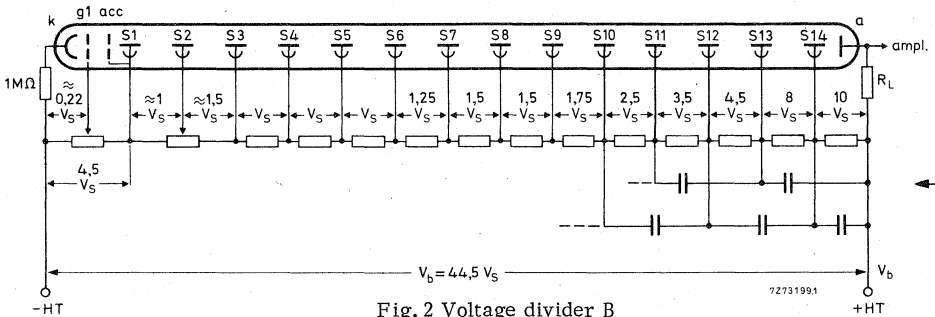 k g1 acc S1 S2 S3 S4 S5 S6 S7 S8 S9 S10 S11 S12 S13 S14 a
ampl.
1MΩ
R_L
≈ 0,22 V_S
≈1 V_S
≈1,5 V_S
V_S
V_S
V_S
1,25 V_S
1,5 V_S
1,5 V_S
1,75 V_S
2,5 V_S
3,5 V_S
4,5 V_S
8 V_S
10 V_S
4,5 V_S
V_b = 44,5 V_S
V_b
-HT
7Z73199.1
+HT
Fig. 2 Voltage divider B